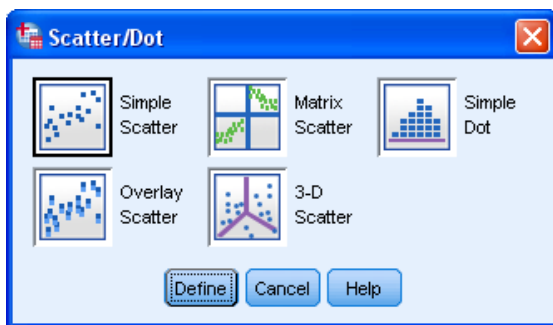 Scatter/Dot
Simple
Scatter
Matrix
Scatter
Simple
Dot
Overlay
Scatter
3-D
Scatter
Define
Cancel
Help